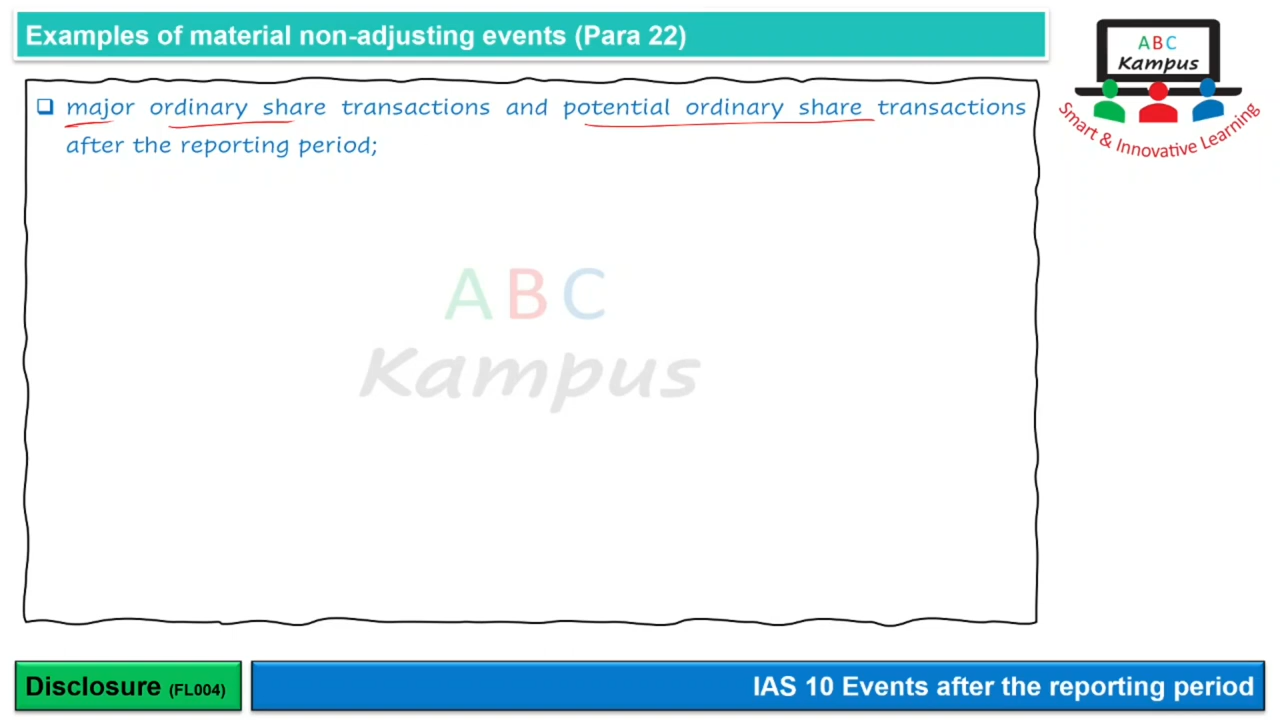 Examples of material non-adjusting events (Para 22)
ABC
Kampus
Smart & Innovative Learning
major ordinary share transactions and potential ordinary share transactions
after the reporting period;
ABC
Kampus
Disclosure (FL004)
IAS 10 Events after the reporting period